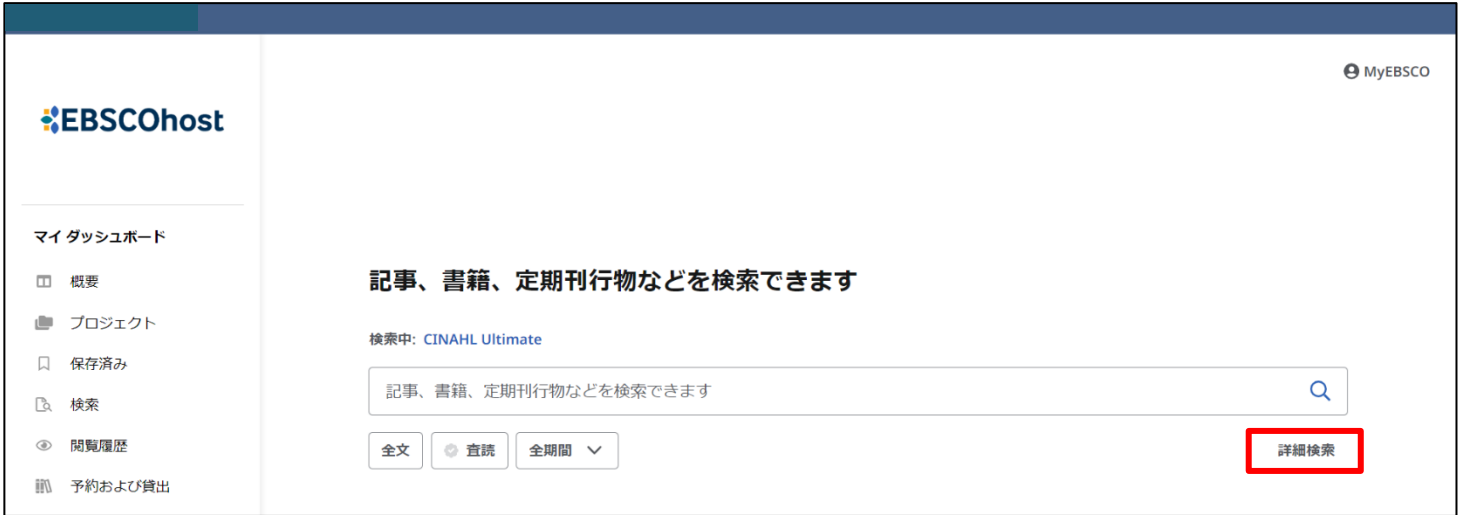 MyEBSCO
EBSCOhost
マイ ダッシュボード
概要
プロジェクト
保存済み
検索
閲覧履歴
予約および貸出
記事、書籍、定期刊行物などを検索できます
検索中: CINAHL Ultimate
記事、書籍、定期刊行物などを検索できます
全文 査読 全期間
詳細検索